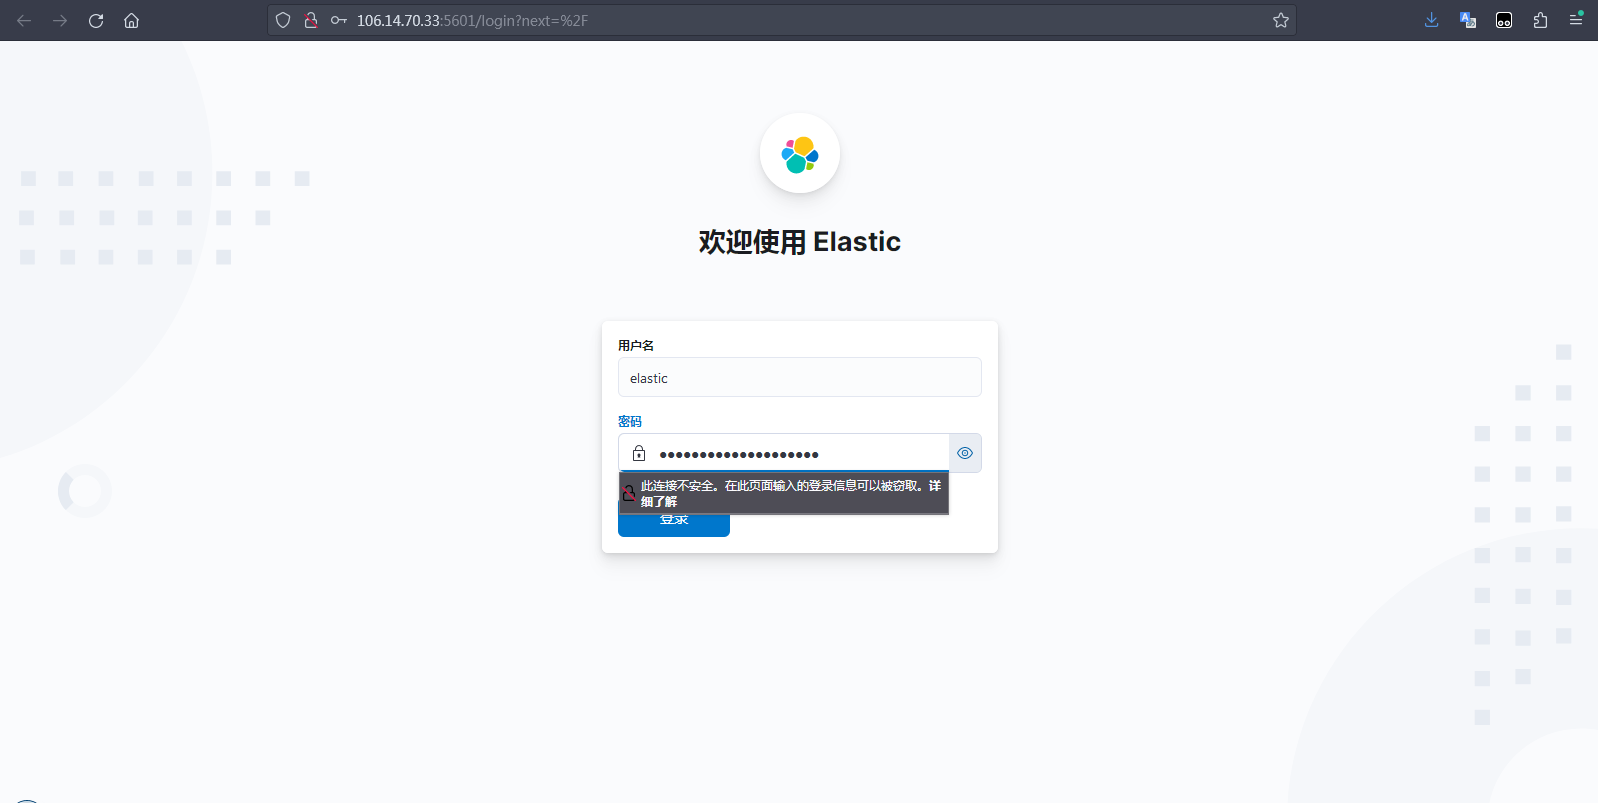 106.14.70.33:5601/login?next=%2F
欢迎使用 Elastic
用户名
elastic
密码
••••••••••••••••••••
此连接不安全。在此页面输入的登录信息可以被窃取。详
细了解
登录